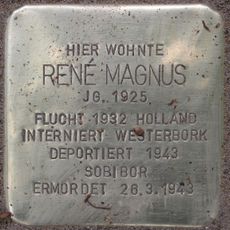 HIER WOHNTE
RENÉ MAGNUS
JG. 1925
FLUCHT 1932 HOLLAND
INTERNIERT WESTERBORK
DEPORTIERT 1943
SOBIBOR
ERMORDET 26.3.1943